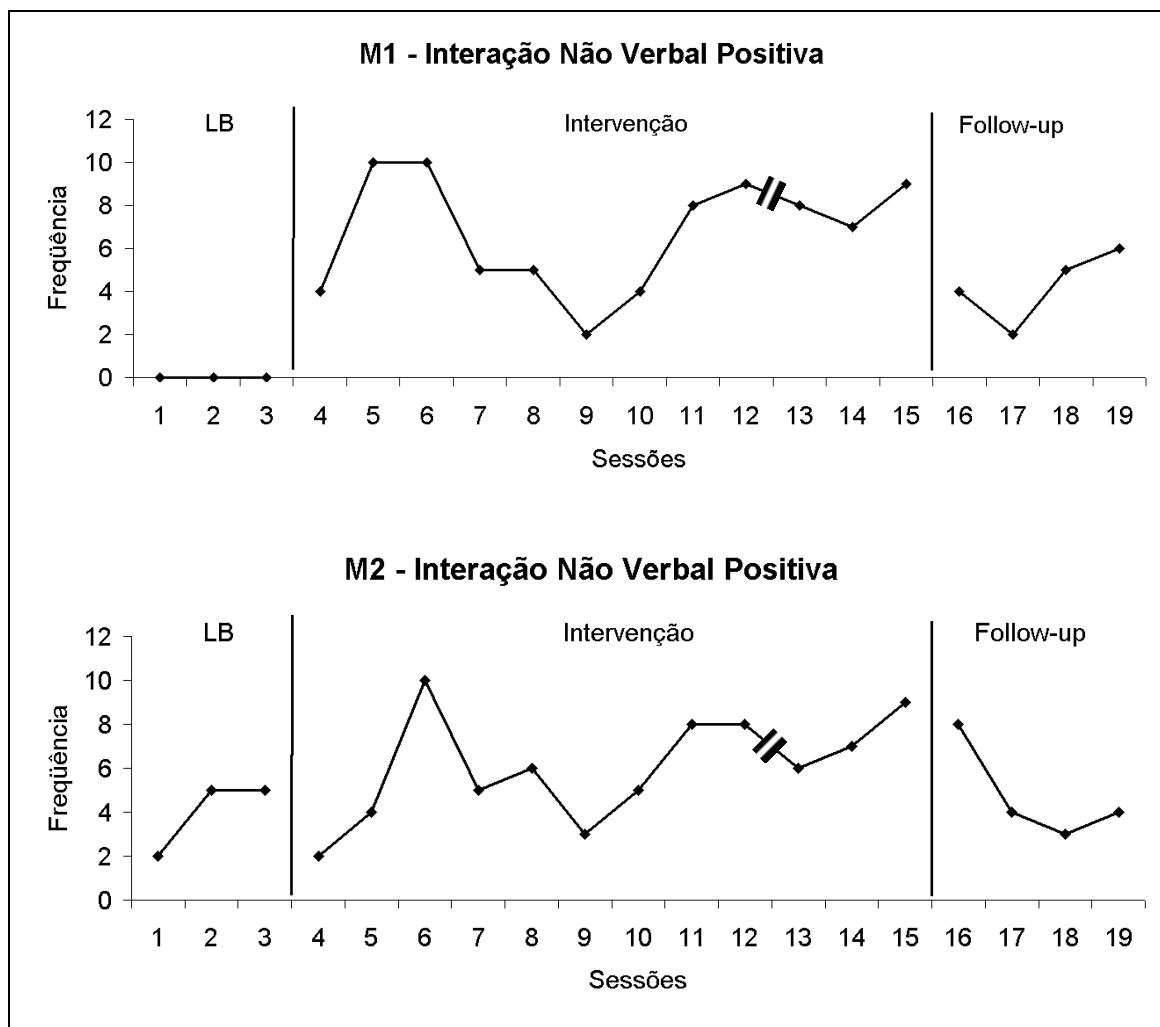 M1 - Interação Não Verbal Positiva
LB Intervenção Follow-up
Freqüência
12
10
8
6
4
2
0
1 2 3 4 5 6 7 8 9 10 11 12 13 14 15 16 17 18 19
Sessões
M2 - Interação Não Verbal Positiva
LB Intervenção Follow-up
Freqüência
12
10
8
6
4
2
0
1 2 3 4 5 6 7 8 9 10 11 12 13 14 15 16 17 18 19
Sessões